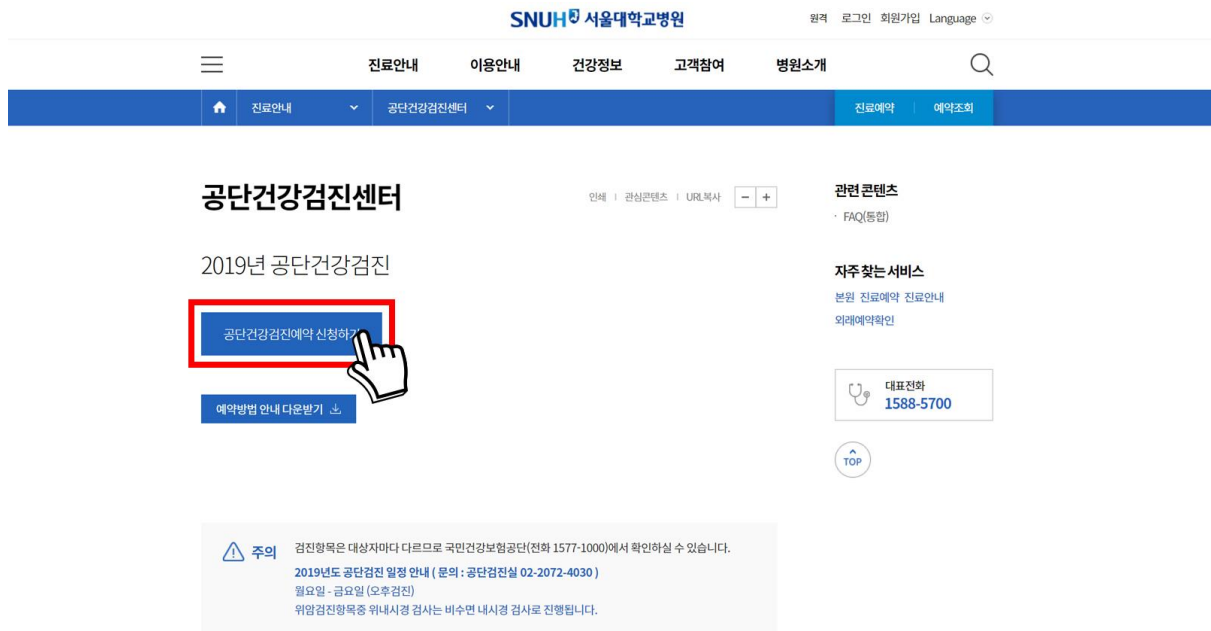 SNUH 서울대학교병원
원격 로그인 회원가입 Language
진료안내 이용안내 건강정보 고객참여 병원소개
진료안내 공단건강검진센터 진료예약 예약조회
공단건강검진센터
인쇄 관심콘텐츠 URL복사 - +
2019년 공단건강검진
공단건강검진예약 신청하기
예약방법 안내 다운받기
관련 콘텐츠
· FAQ(통합)
자주 찾는 서비스
본원 진료예약 진료안내
외래예약확인
대표전화
1588-5700
TOP
주의
검진항목은 대상자마다 다르므로 국민건강보험공단(전화 1577-1000)에서 확인하실 수 있습니다.
2019년도 공단검진 일정 안내 ( 문의 : 공단검진실 02-2072-4030 )
월요일 - 금요일 (오후검진)
위암검진항목중 위내시경 검사는 비수면 내시경 검사로 진행됩니다.